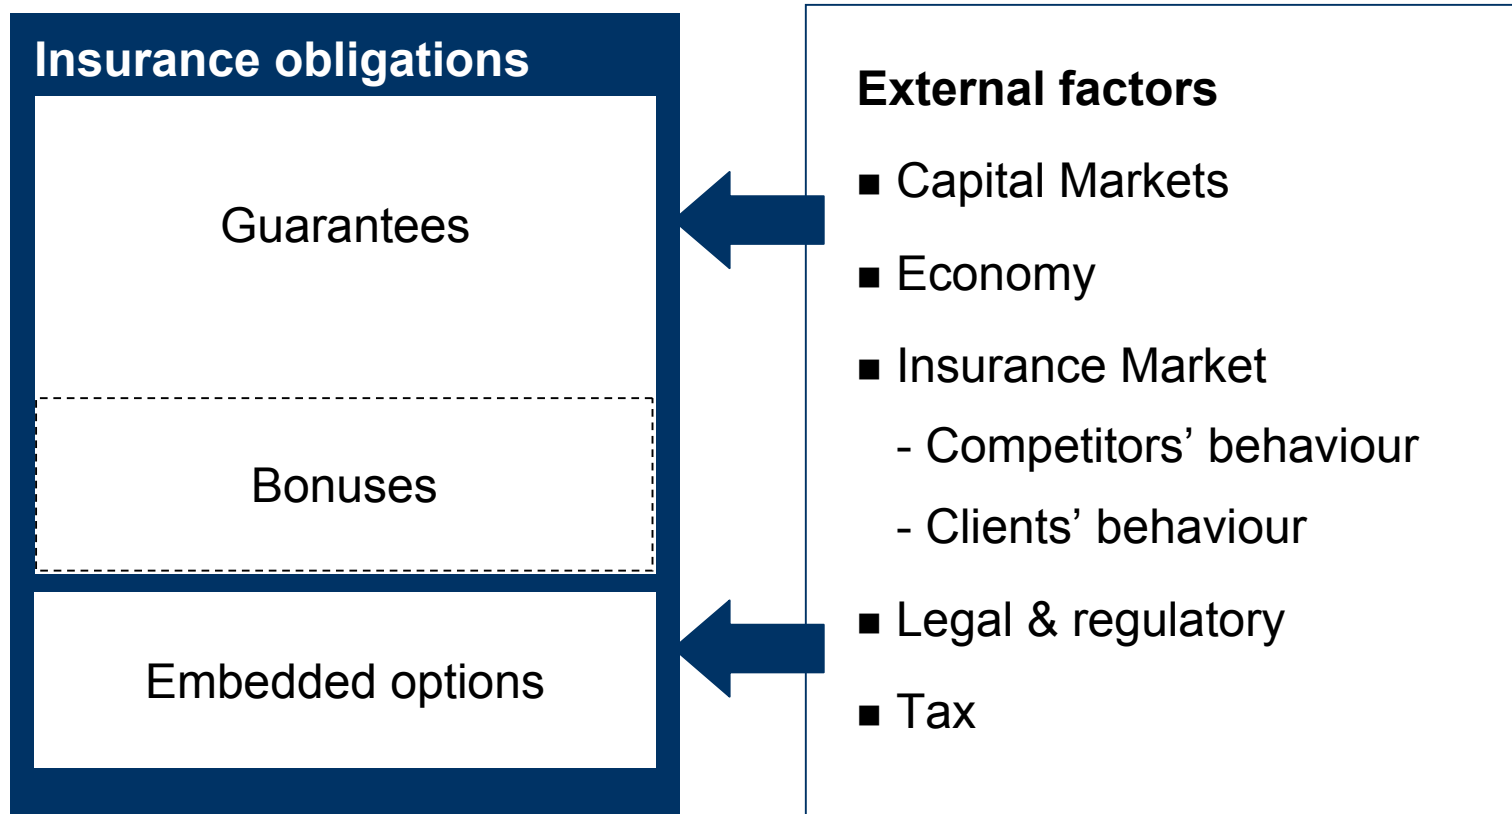 Insurance obligations
Guarantees
Bonuses
Embedded options
External factors
■ Capital Markets
■ Economy
■ Insurance Market
- Competitors’ behaviour
- Clients’ behaviour
■ Legal & regulatory
■ Tax